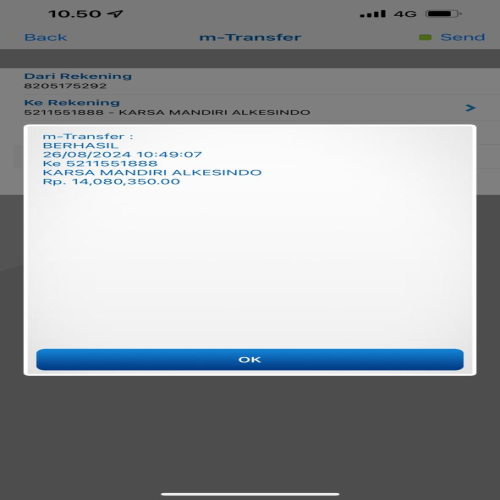 10.50
4G
Back
m-Transfer
Send
Dari Rekening
8205175292
Ke Rekening
5211551888 - KARSA MANDIRI ALKESINDO
m-Transfer :
BERHASIL
26/08/2024 10:49:07
Ke 5211551888
KARSA MANDIRI ALKESINDO
Rp. 14,080,350.00
OK